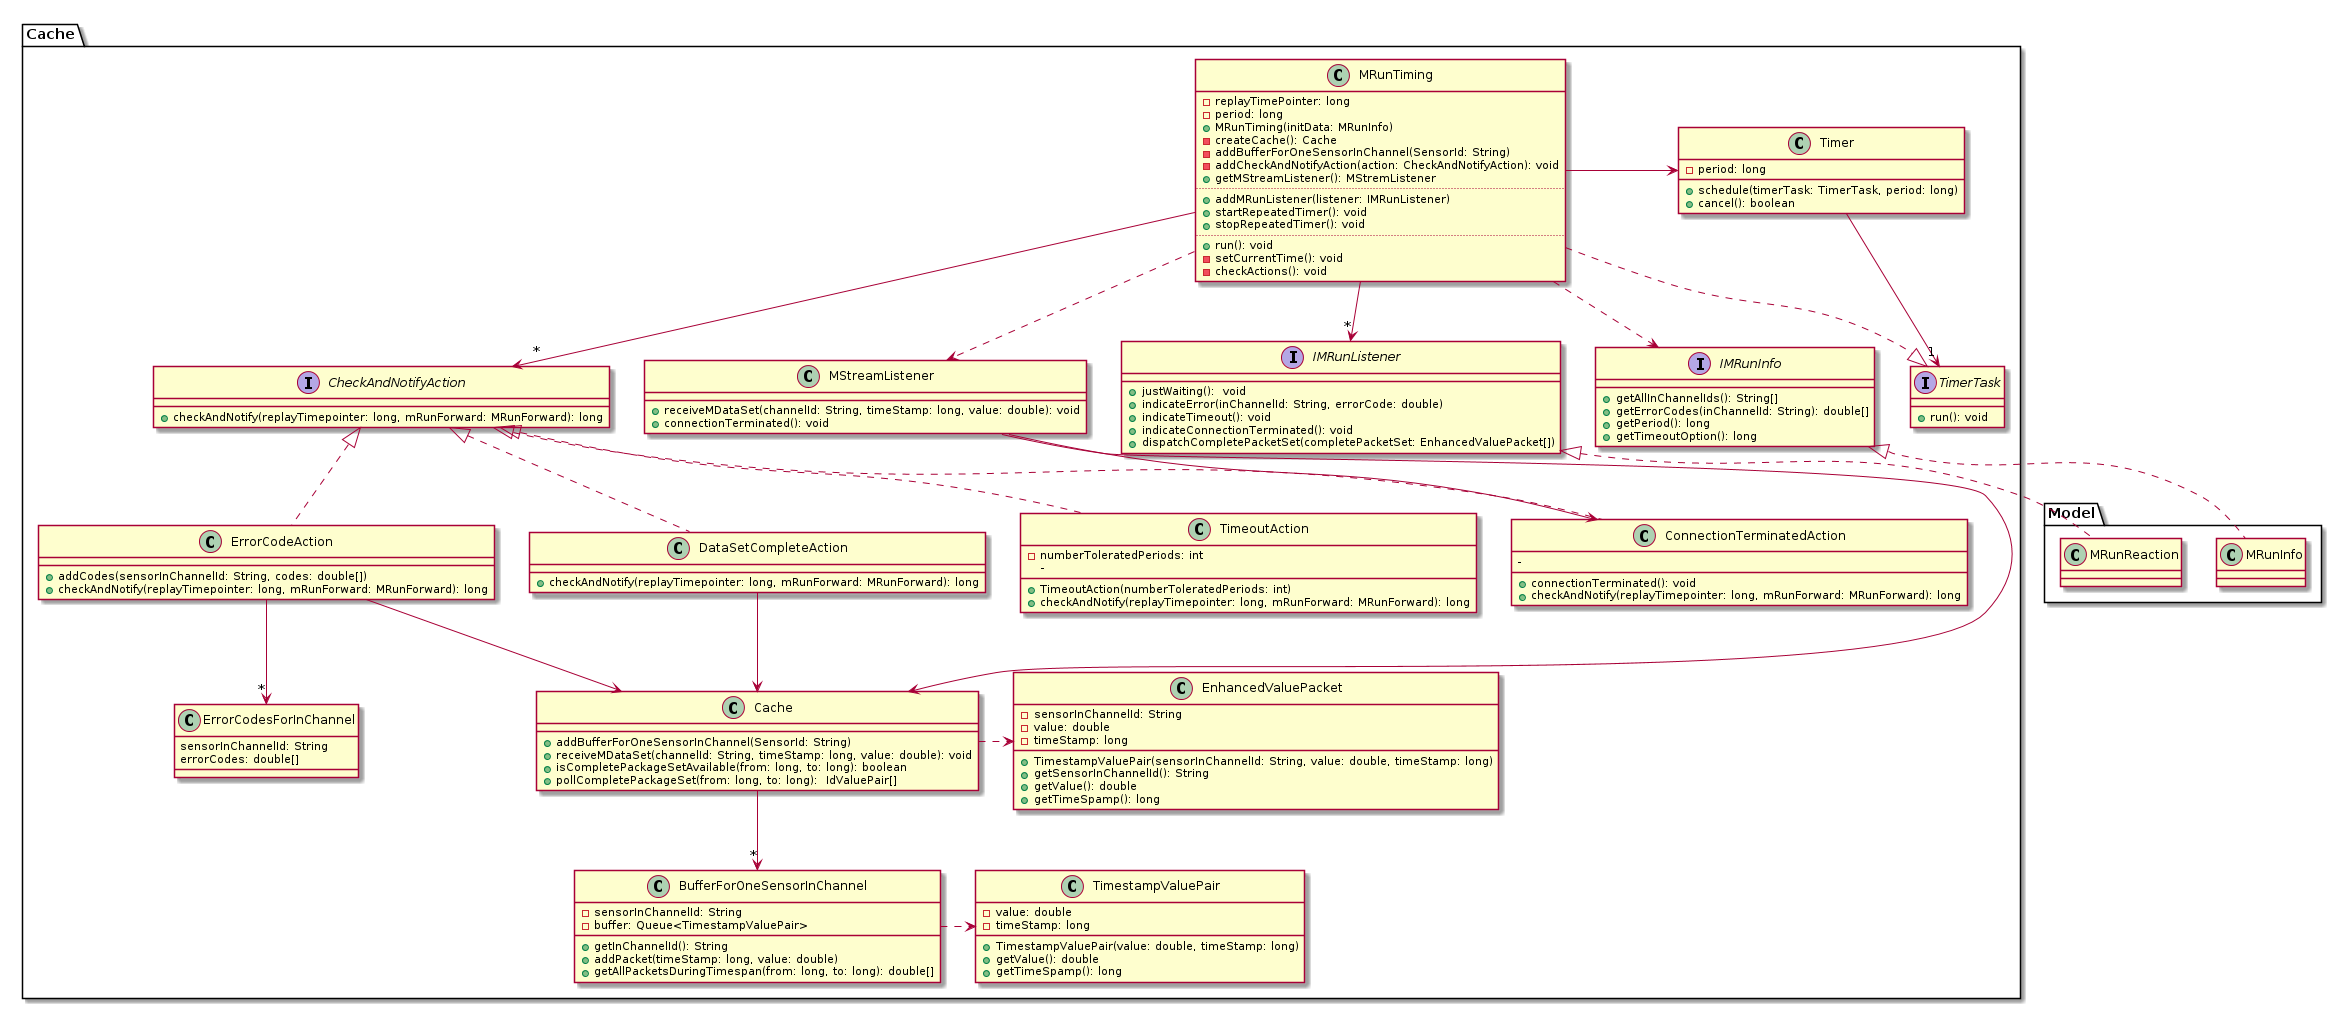 Cache
MRunTiming
replayTimePointer: long
period: long
MRunTiming(initData: MRunInfo)
createCache(): Cache
addBufferForOneSensorInChannel(SensorId: String)
addCheckAndNotifyAction(action: CheckAndNotifyAction): void
getMStreamListener(): MStremListener
addMRunListener(listener: IMRunListener)
startRepeatedTimer(): void
stopRepeatedTimer(): void
run(): void
setCurrentTime(): void
checkActions(): void
Timer
period: long
schedule(timerTask: TimerTask, period: long)
cancel(): boolean
*
*
1
CheckAndNotifyAction
checkAndNotify(replayTimepointer: long, mRunForward: MRunForward): long
MStreamListener
receiveMDataSet(channelId: String, timeStamp: long, value: double): void
connectionTerminated(): void
IMRunListener
justWaiting():  void
indicateError(inChannelId: String, errorCode: double)
indicateTimeout(): void
indicateConnectionTerminated(): void
dispatchCompletePacketSet(completePacketSet: EnhancedValuePacket[])
IMRunInfo
getAllInChannelIds(): String[]
getErrorCodes(inChannelId: String): double[]
getPeriod(): long
getTimeoutOption(): long
TimerTask
run(): void
Model
MRunReaction
MRunInfo
ErrorCodeAction
addCodes(sensorInChannelId: String, codes: double[])
checkAndNotify(replayTimepointer: long, mRunForward: MRunForward): long
DataSetCompleteAction
checkAndNotify(replayTimepointer: long, mRunForward: MRunForward): long
TimeoutAction
numberToleratedPeriods: int
-
TimeoutAction(numberToleratedPeriods: int)
checkAndNotify(replayTimepointer: long, mRunForward: MRunForward): long
ConnectionTerminatedAction
-
connectionTerminated(): void
checkAndNotify(replayTimepointer: long, mRunForward: MRunForward): long
*
ErrorCodesForInChannel
sensorInChannelId: String
errorCodes: double[]
Cache
addBufferForOneSensorInChannel(SensorId: String)
receiveMDataSet(channelId: String, timeStamp: long, value: double): void
isCompletePackageSetAvailable(from: long, to: long): boolean
pollCompletePackageSet(from: long, to: long):  IdValuePair[]
EnhancedValuePacket
sensorInChannelId: String
value: double
timeStamp: long
TimestampValuePair(sensorInChannelId: String, value: double, timeStamp: long)
getSensorInChannelId(): String
getValue(): double
getTimeSpamp(): long
*
BufferForOneSensorInChannel
sensorInChannelId: String
buffer: Queue<TimestampValuePair>
getInChannelId(): String
addPacket(timeStamp: long, value: double)
getAllPacketsDuringTimespan(from: long, to: long): double[]
TimestampValuePair
value: double
timeStamp: long
TimestampValuePair(value: double, timeStamp: long)
getValue(): double
getTimeSpamp(): long